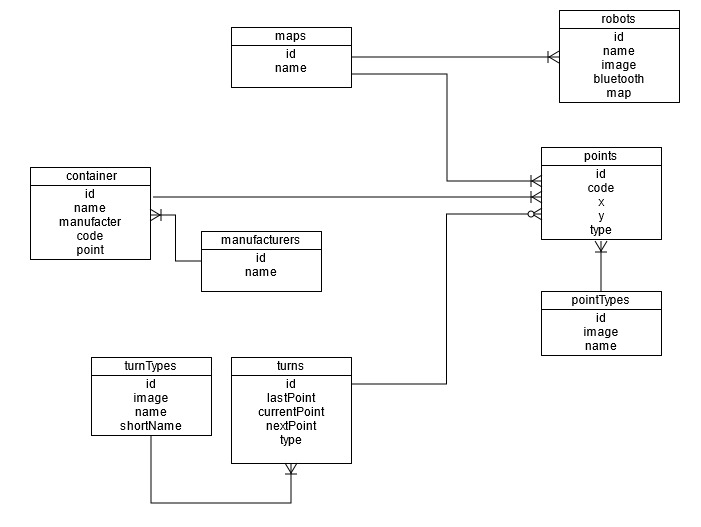 maps
id
name
robots
id
name
image
bluetooth
map
container
id
name
manufacter
code
point
points
id
code
x
y
type
manufacturers
id
name
pointTypes
id
image
name
turnTypes
id
image
name
shortName
turns
id
lastPoint
currentPoint
nextPoint
type